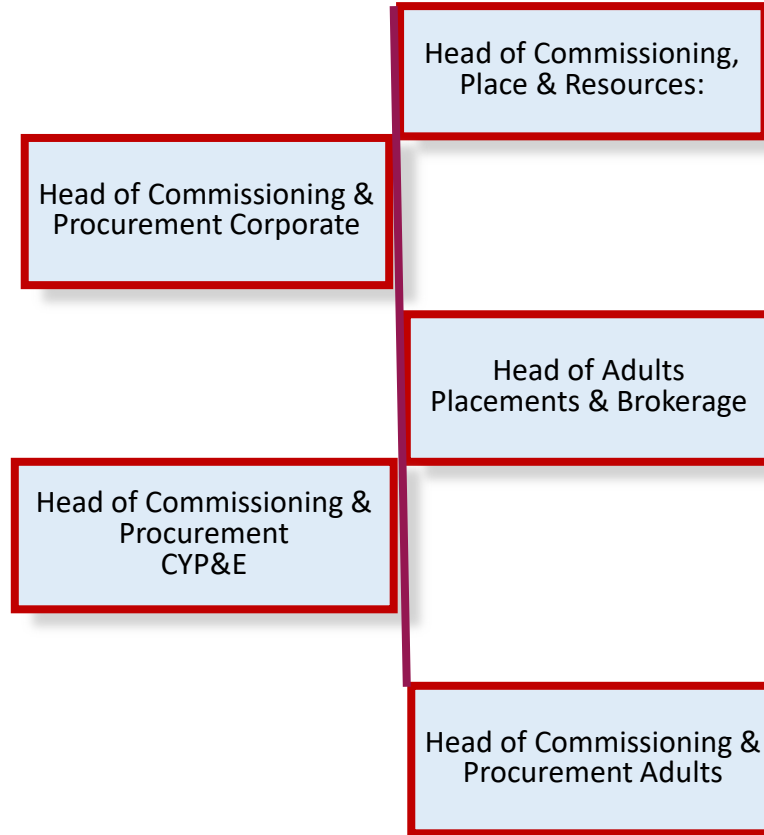 Head of Commissioning,
Place & Resources:
Head of Commissioning &
Procurement Corporate
Head of Adults
Placements & Brokerage
Head of Commissioning &
Procurement
CYP&E
Head of Commissioning &
Procurement Adults